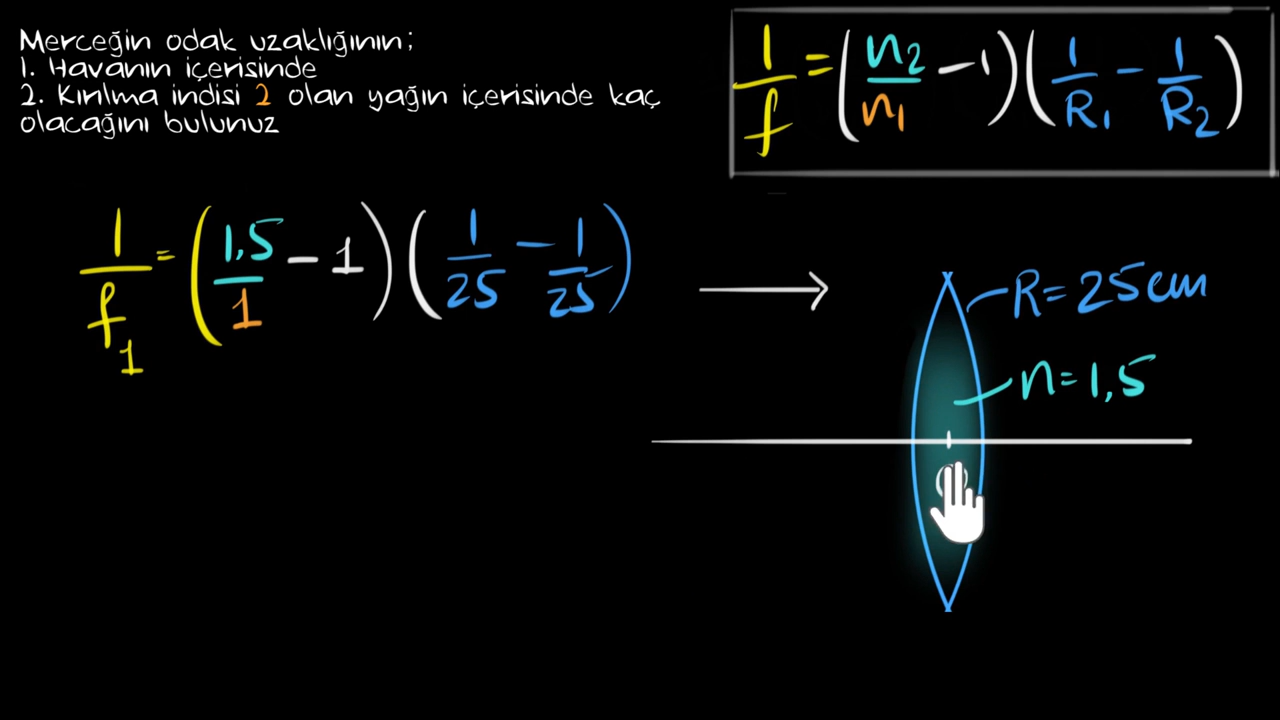 Merceğin odak uzaklığının;
1. Havanın içerisinde
2. Kırılma indisi 2 olan yağın içerisinde kaç
olacağını bulunuz
1/f = (n₂/n₁ - 1)(1/R₁ - 1/R₂)
1/f₁ = (1,5/1 - 1)(1/25 - 1/25)
R=25cm
n=1,5